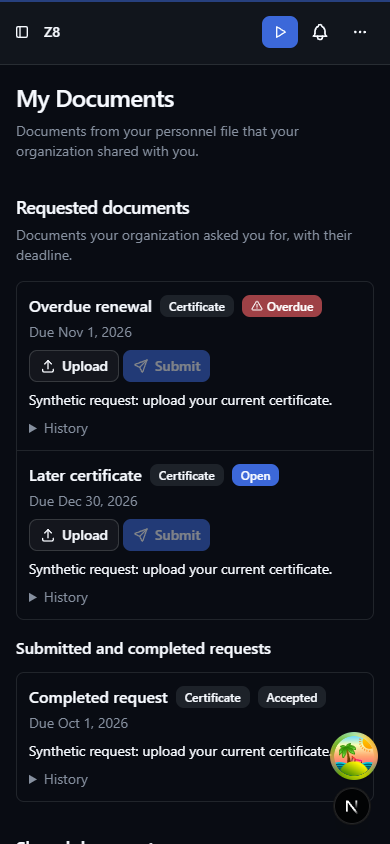 Z8
My Documents
Documents from your personnel file that your
organization shared with you.
Requested documents
Documents your organization asked you for, with their
deadline.
Overdue renewal Certificate Overdue
Due Nov 1, 2026
Upload Submit
Synthetic request: upload your current certificate.
History
Later certificate Certificate Open
Due Dec 30, 2026
Upload Submit
Synthetic request: upload your current certificate.
History
Submitted and completed requests
Completed request Certificate Accepted
Due Oct 1, 2026
Synthetic request: upload your current certificate.
History
N